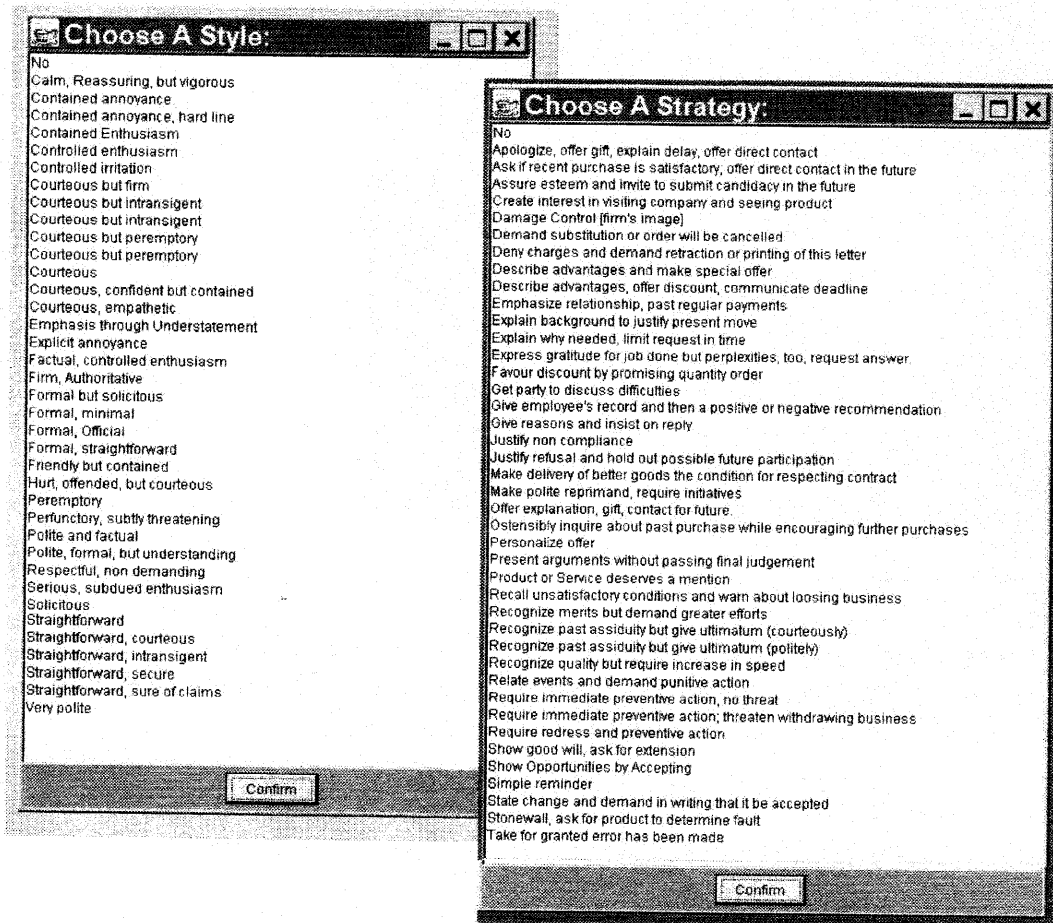 Choose A Style:
No
Calm, Reassuring, but vigorous
Contained annoyance
Contained annoyance, hard line
Contained Enthusiasm
Controlled enthusiasm
Controlled irritation
Courteous but firm
Courteous but intransigent
Courteous but intransigent
Courteous but peremptory
Courteous but peremptory
Courteous
Courteous, confident but contained
Courteous, empathetic
Emphasis through Understatement
Explicit annoyance
Factual, controlled enthusiasm
Firm, Authoritative
Formal but solicitous
Formal, minimal
Formal, Official
Formal, straightforward
Friendly but contained
Hurt, offended, but courteous
Peremptory
Perfunctory, subtly threatening
Polite and factual
Polite, formal, but understanding
Respectful, non demanding
Serious, subdued enthusiasm
Solicitous
Straightforward
Straightforward, courteous
Straightforward, intransigent
Straightforward, secure
Straightforward, sure of claims
Very polite
Confirm
Choose A Strategy:
No
Apologize, offer gift, explain delay, offer direct contact
Ask if recent purchase is satisfactory, offer direct contact in the future
Assure esteem and invite to submit candidacy in the future
Create interest in visiting company and seeing product
Damage Control [firm's image]
Demand substitution or order will be cancelled
Deny charges and demand retraction or printing of this letter
Describe advantages and make special offer
Describe advantages, offer discount, communicate deadline
Emphasize relationship, past regular payments
Explain background to justify present move
Explain why needed, limit request in time
Express gratitude for job done but perplexities, too, request answer
Favour discount by promising quantity order
Get party to discuss difficulties
Give employee's record and then a positive or negative recommendation
Give reasons and insist on reply
Justify non compliance
Justify refusal and hold out possible future participation
Make delivery of better goods the condition for respecting contract
Make polite reprimand, require initiatives
Offer explanation, gift, contact for future.
Ostensibly inquire about past purchase while encouraging further purchases
Personalize offer
Present arguments without passing final judgement
Product or Service deserves a mention
Recall unsatisfactory conditions and warn about loosing business
Recognize merits but demand greater efforts
Recognize past assiduity but give ultimatum (courteously)
Recognize past assiduity but give ultimatum (politely)
Recognize quality but require increase in speed
Relate events and demand punitive action
Require immediate preventive action, no threat
Require immediate preventive action; threaten withdrawing business
Require redress and preventive action
Show good will, ask for extension
Show Opportunities by Accepting
Simple reminder
State change and demand in writing that it be accepted
Stonewall, ask for product to determine fault
Take for granted error has been made
Confirm